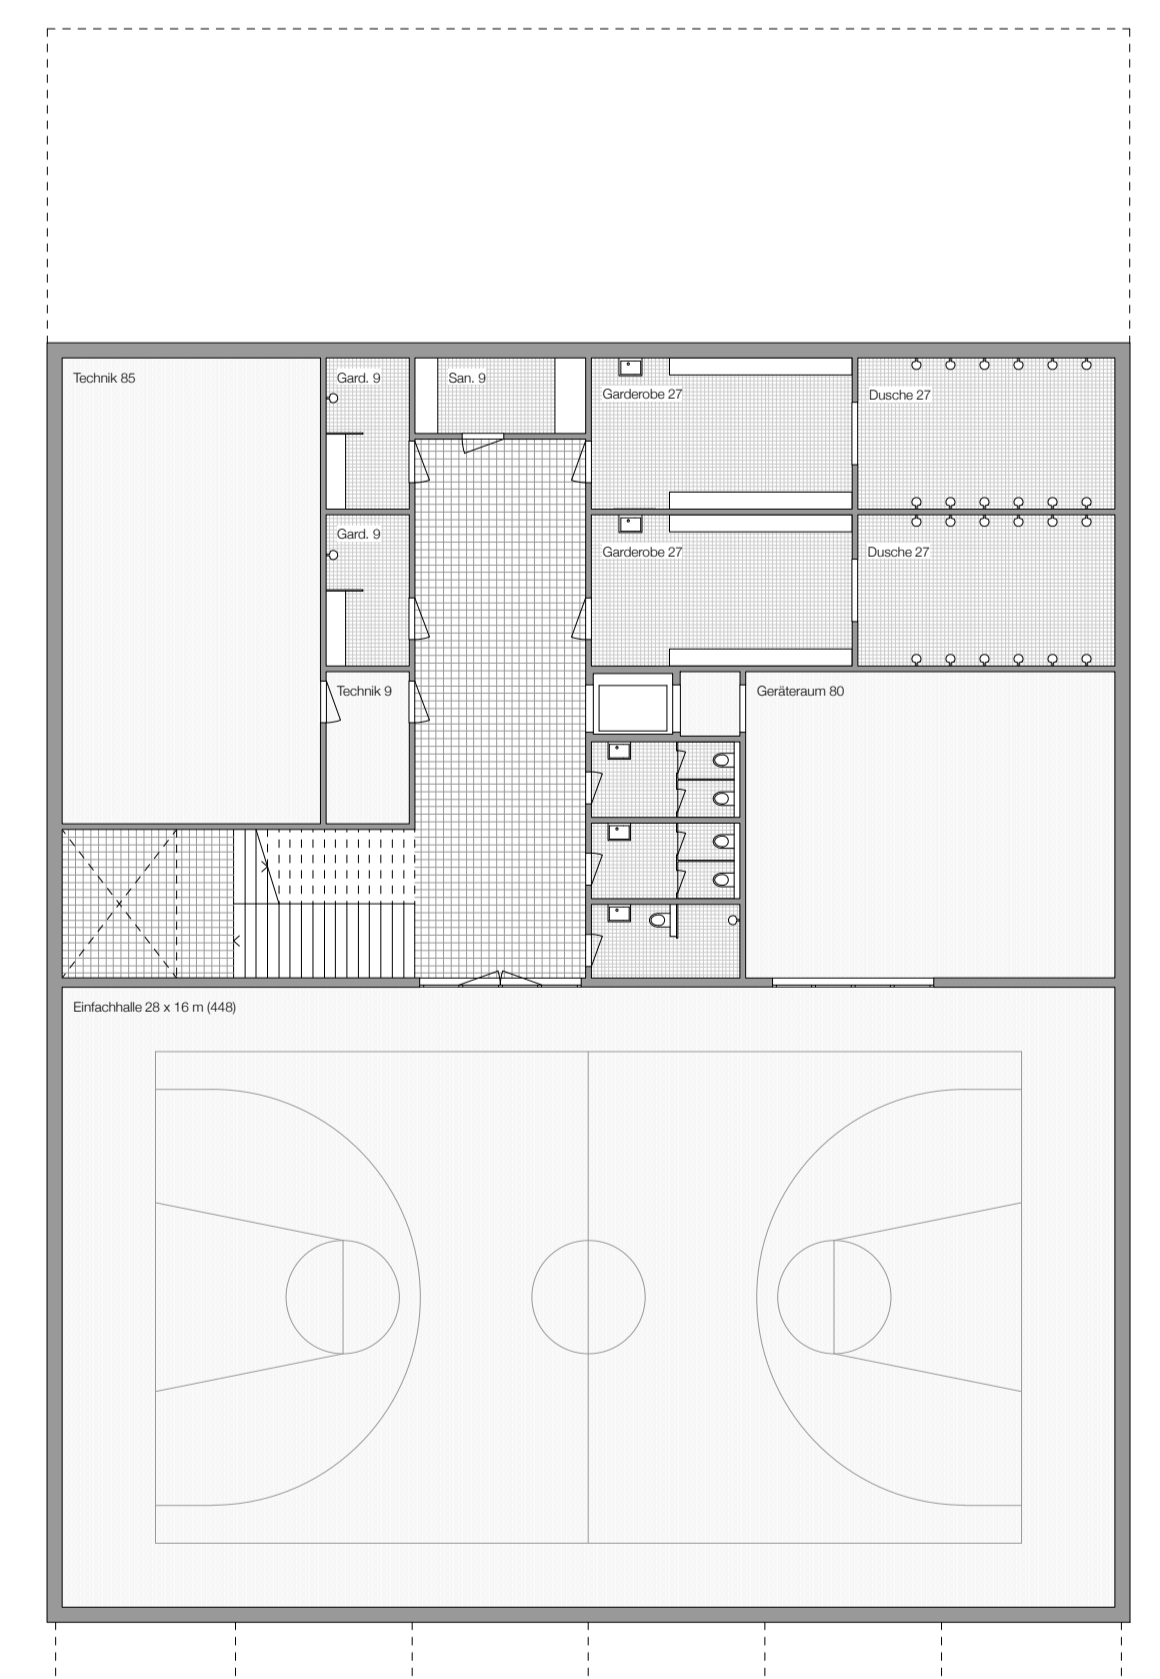 Technik 85
Gard. 9
San. 9
Garderobe 27
Dusche 27
Gard. 9
Garderobe 27
Dusche 27
Technik 9
Geräteraum 80
Einfachhalle 28 x 16 m (448)